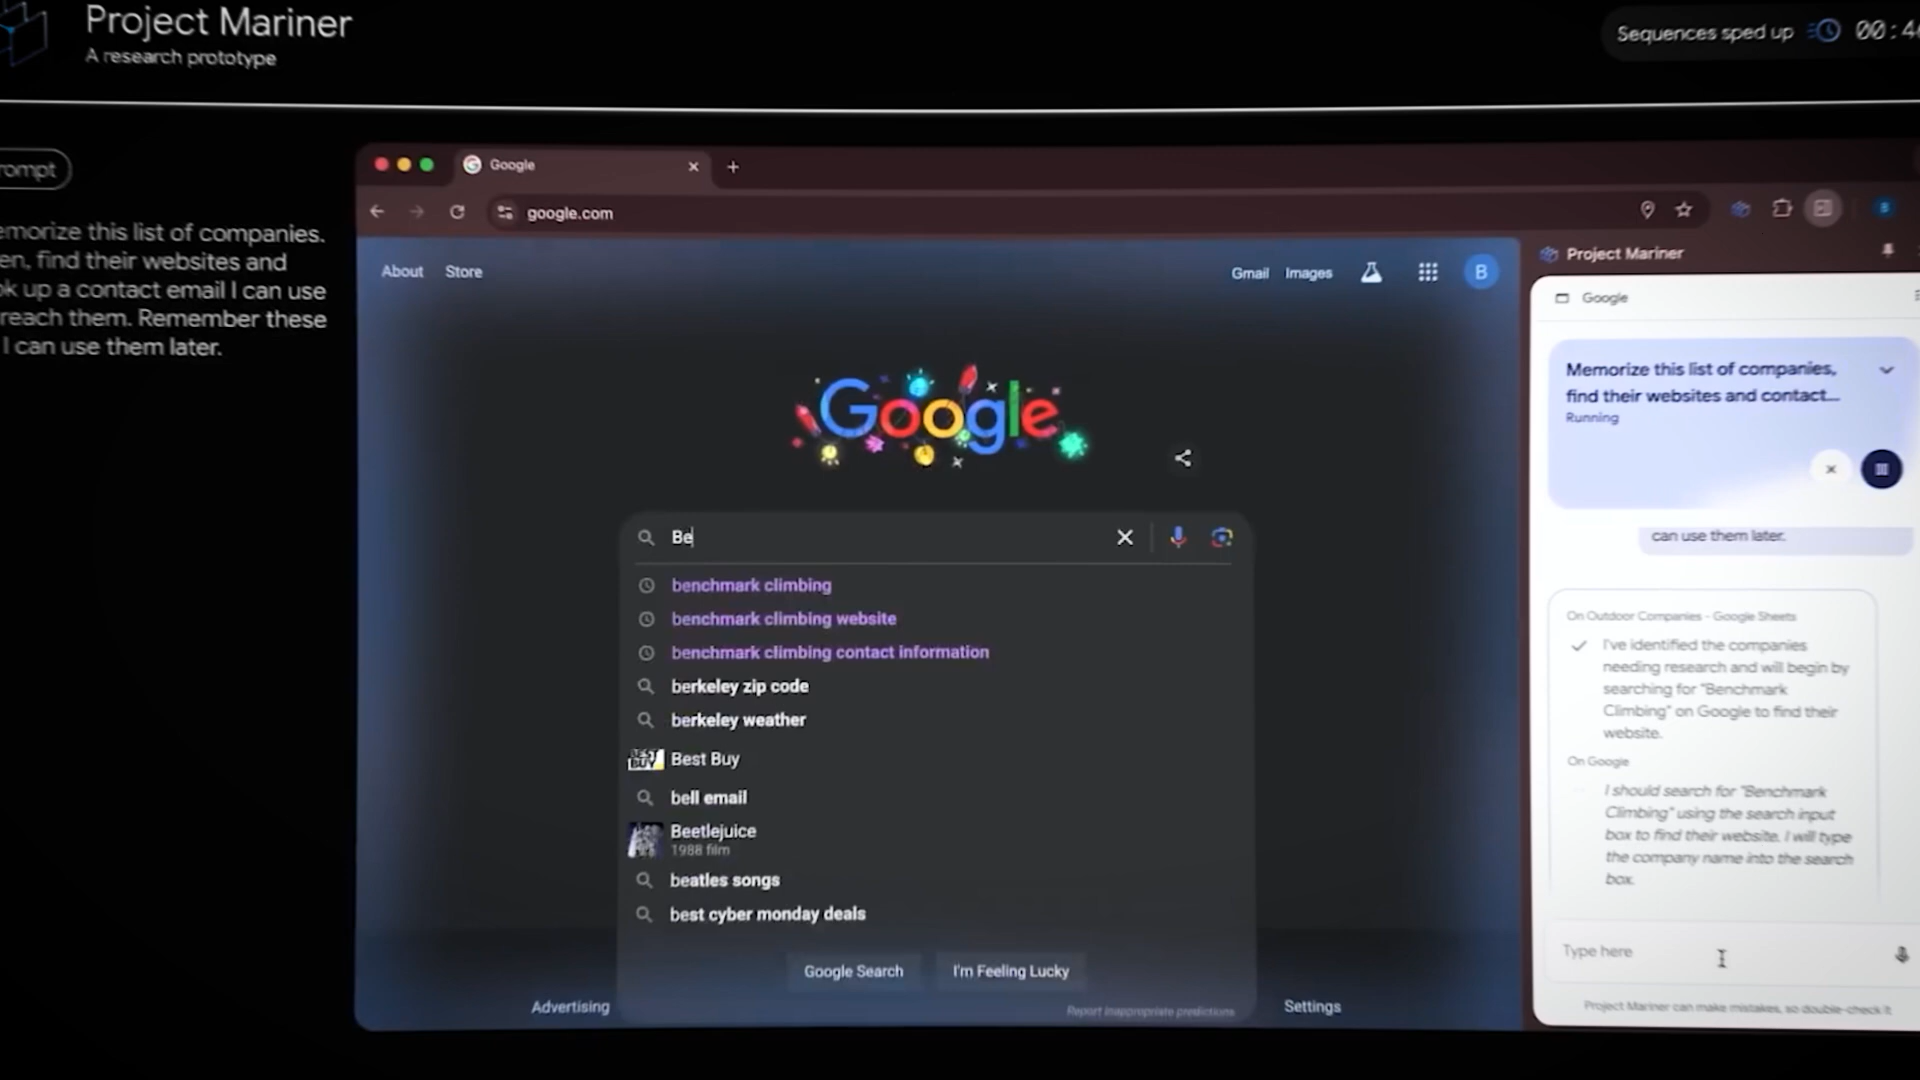 Project Mariner
A research prototype
Sequences sped up
rompt
emorize this list of companies.
en, find their websites and
ok up a contact email I can use
reach them. Remember these
I can use them later.
Google
google.com
About
Store
Gmail
Images
B
Google
Be
benchmark climbing
benchmark climbing website
benchmark climbing contact information
berkeley zip code
berkeley weather
BEST BUY
Best Buy
bell email
Beetlejuice
1988 film
beatles songs
best cyber monday deals
Google Search
I'm Feeling Lucky
Report inappropriate predictions
Advertising
Settings
B
Project Mariner
Google
Memorize this list of companies,
find their websites and contact...
Running
can use them later.
On Outdoor Companies - Google Sheets
I've identified the companies
needing research and will begin by
searching for "Benchmark
Climbing" on Google to find their
website.
On Google
I should search for "Benchmark
Climbing" using the search input
box to find their website. I will type
the company name into the search
box.
Type here
Project Mariner can make mistakes, so double-check it